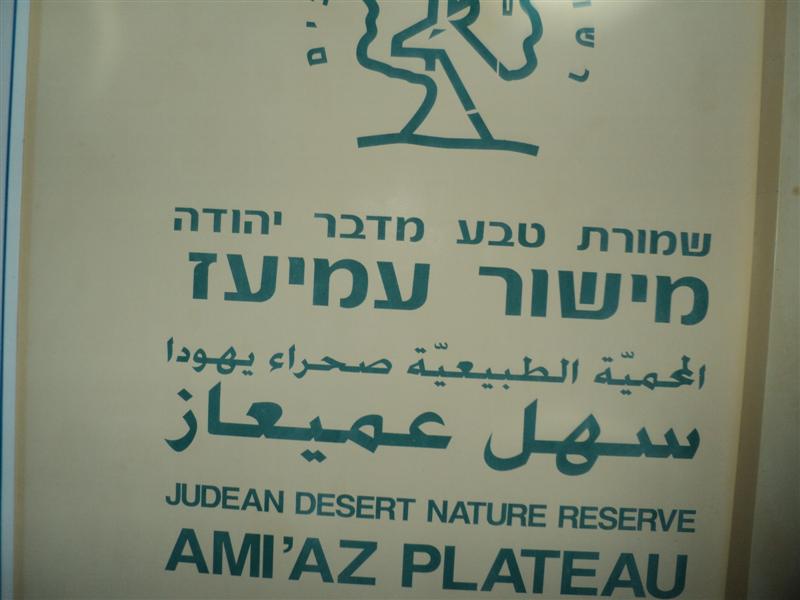 שמורת טבע מדבר יהודה
מישור עמיעז
المحميّة الطبيعيّة صحراء يهودا
سهل عميعاز
JUDEAN DESERT NATURE RESERVE
AMI'AZ PLATEAU